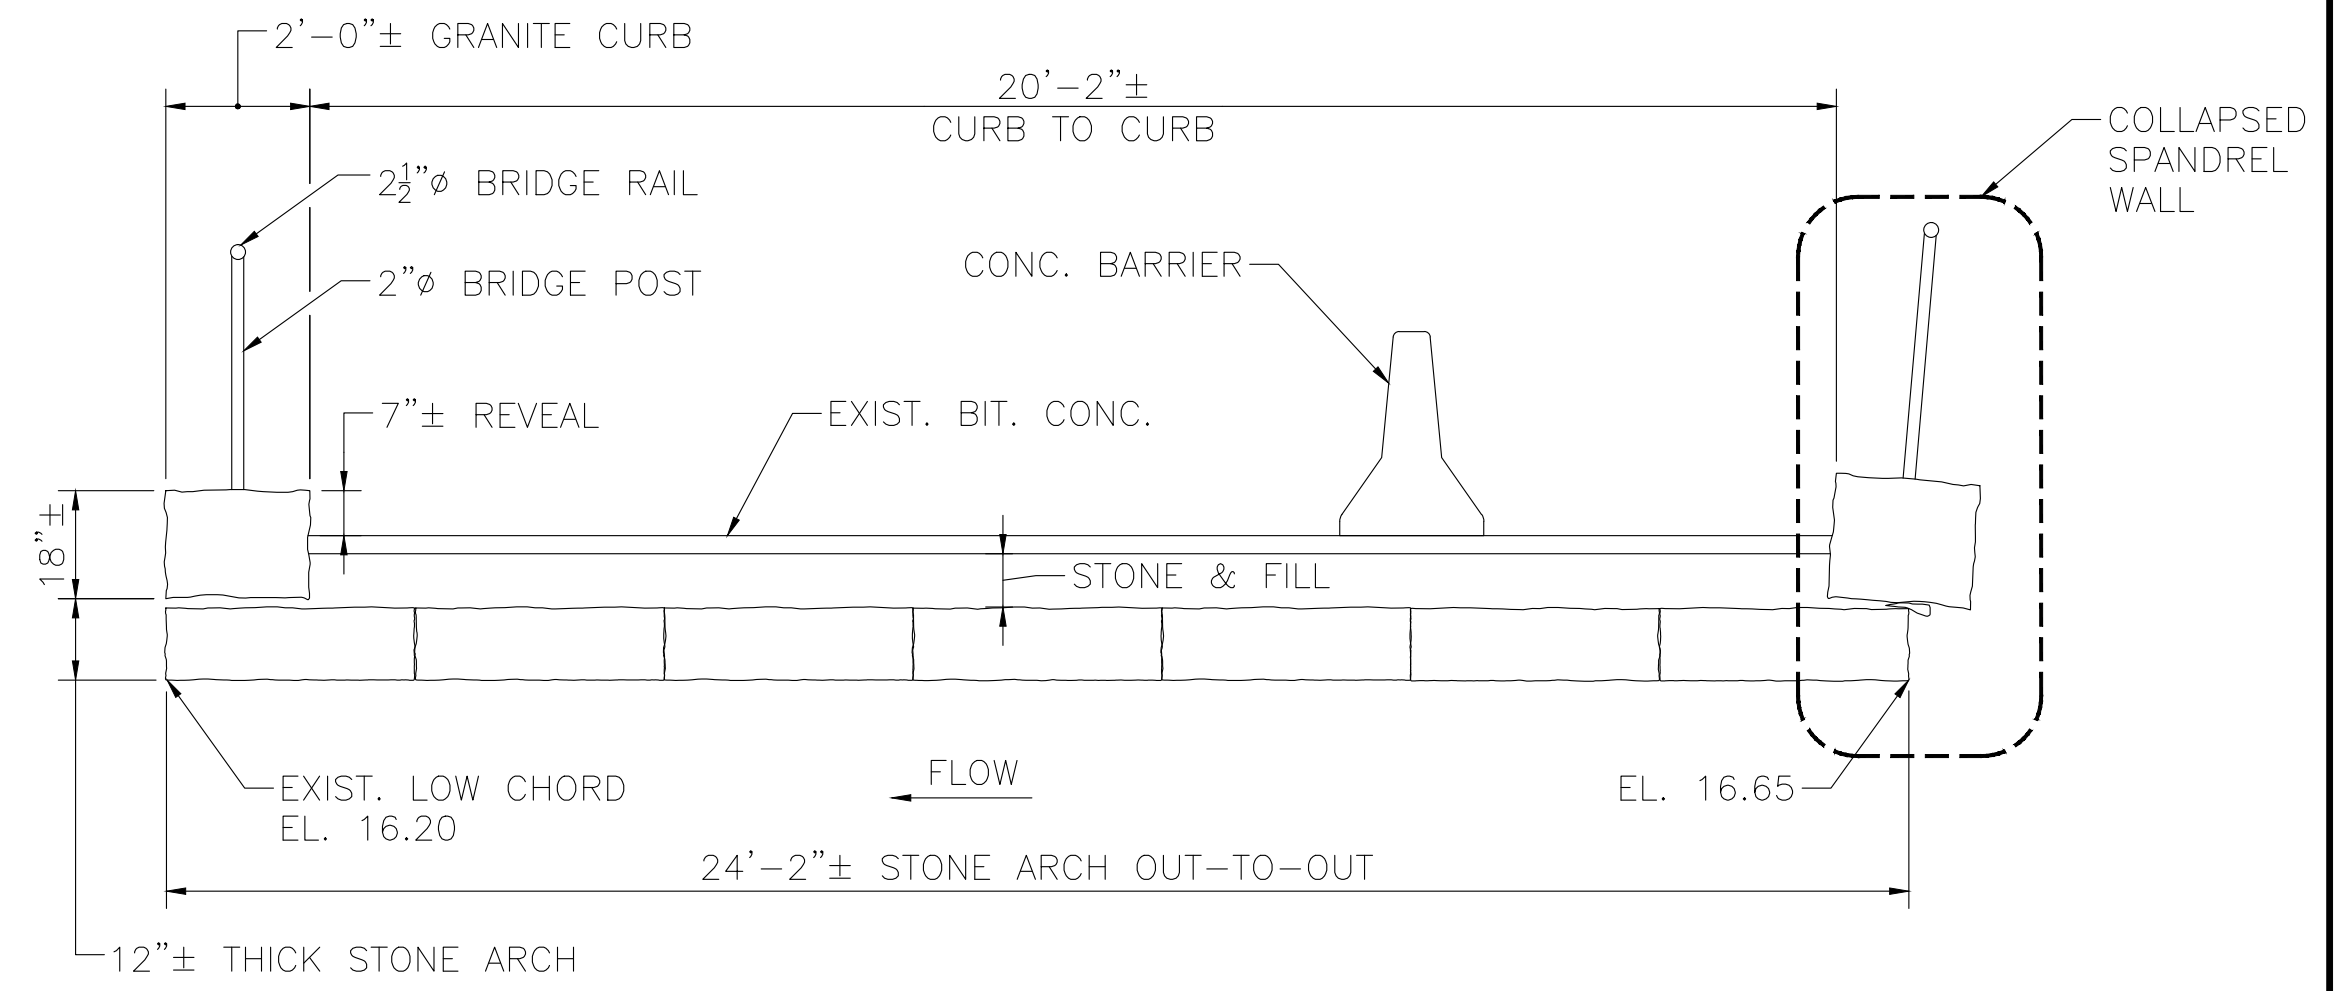 2'-0"± GRANITE CURB
20'-2"±
CURB TO CURB
COLLAPSED
SPANDREL
WALL
2½"ø BRIDGE RAIL
CONC. BARRIER
2"ø BRIDGE POST
7"± REVEAL
EXIST. BIT. CONC.
18"±
STONE & FILL
FLOW
EXIST. LOW CHORD
EL. 16.20
EL. 16.65
24'-2"± STONE ARCH OUT-TO-OUT
12"± THICK STONE ARCH